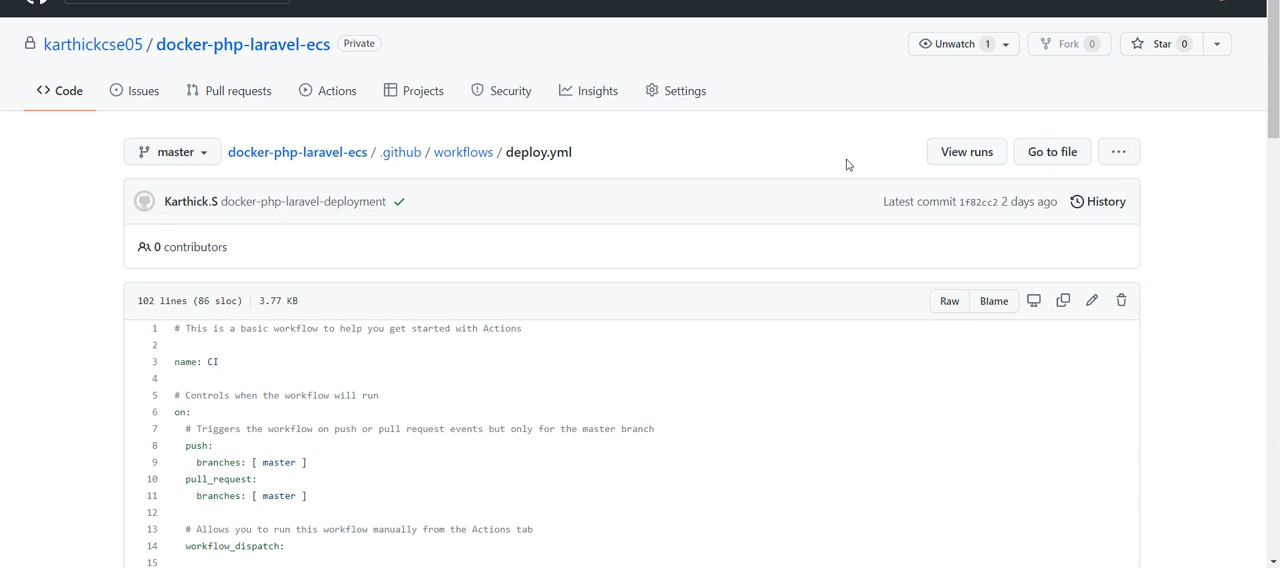 karthickcse05 / docker-php-laravel-ecs Private Unwatch 1 Fork 0 Star 0
Code Issues Pull requests Actions Projects Security Insights Settings
master docker-php-laravel-ecs / .github / workflows / deploy.yml View runs Go to file ...
Karthick.S docker-php-laravel-deployment Latest commit 1f82cc2 2 days ago History
0 contributors
102 lines (86 sloc) 3.77 KB Raw Blame
1 # This is a basic workflow to help you get started with Actions
2
3 name: CI
4
5 # Controls when the workflow will run
6 on:
7 # Triggers the workflow on push or pull request events but only for the master branch
8 push:
9 branches: [ master ]
10 pull_request:
11 branches: [ master ]
12
13 # Allows you to run this workflow manually from the Actions tab
14 workflow_dispatch:
15